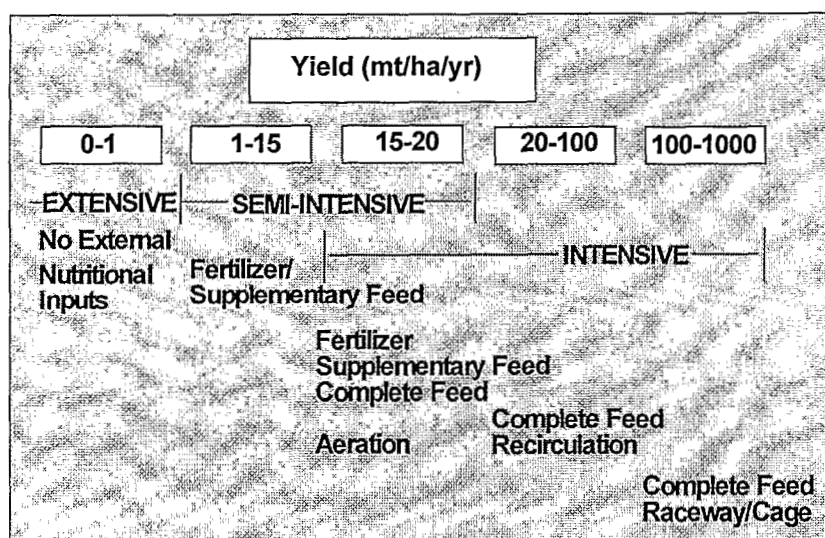 Yield (mt/ha/yr)
0-1 1-15 15-20 20-100 100-1000
EXTENSIVE SEMI-INTENSIVE
No External
Nutritional
Inputs
INTENSIVE
Fertilizer/
Supplementary Feed
Fertilizer
Supplementary Feed
Complete Feed
Aeration
Complete Feed
Recirculation
Complete Feed
Raceway/Cage